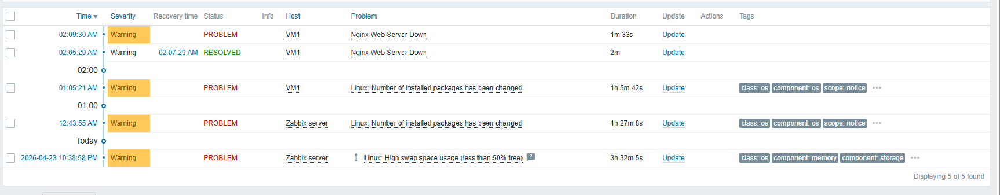 Time Severity Recovery time Status Info Host Problem Duration Update Actions Tags
02:09:30 AM Warning PROBLEM VM1 Nginx Web Server Down 1m 33s Update
02:05:29 AM Warning 02:07:29 AM RESOLVED VM1 Nginx Web Server Down 2m Update
02:00
01:05:21 AM Warning PROBLEM VM1 Linux: Number of installed packages has been changed 1h 5m 42s Update class: os component: os scope: notice •••
01:00
12:43:55 AM Warning PROBLEM Zabbix server Linux: Number of installed packages has been changed 1h 27m 8s Update class: os component: os scope: notice •••
Today
2026-04-23 10:38:58 PM Warning PROBLEM Zabbix server Linux: High swap space usage (less than 50% free) ? 3h 32m 5s Update class: os component: memory component: storage •••
Displaying 5 of 5 found